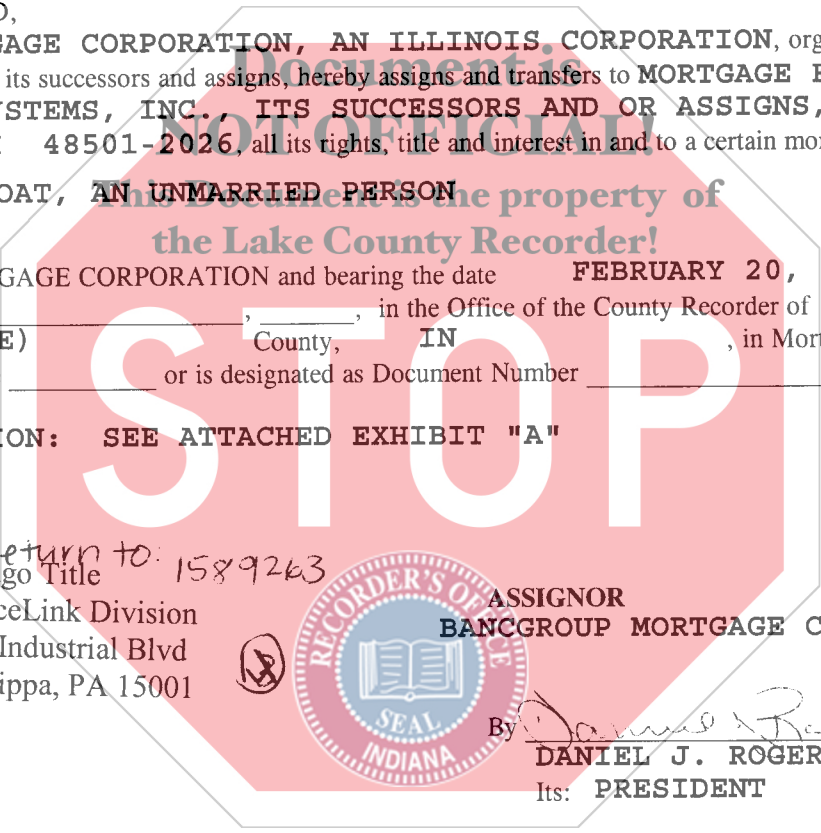 D,
GAGE CORPORATION, AN ILLINOIS CORPORATION, org
Document is
its successors and assigns, hereby assigns and transfers to MORTGAGE E
YSTEMS, INC., ITS SUCCESSORS AND OR ASSIGNS,
NOT OFFICIAL!
I 48501-2026, all its rights, title and interest in and to a certain mor
OAT, AN UNMARRIED PERSON
This Document is the property of
the Lake County Recorder!
GAGE CORPORATION and bearing the date FEBRUARY 20,
, , in the Office of the County Recorder of
E) County, IN , in Mort
or is designated as Document Number
STOP
ION: SEE ATTACHED EXHIBIT "A"
eturn to: 1589263
go Title
ceLink Division
Industrial Blvd
ippa, PA 15001
RECORDER'S OFFICE
SEAL
INDIANA
ASSIGNOR
BANCGROUP MORTGAGE C
By
DANIEL J. ROGER
Its: PRESIDENT